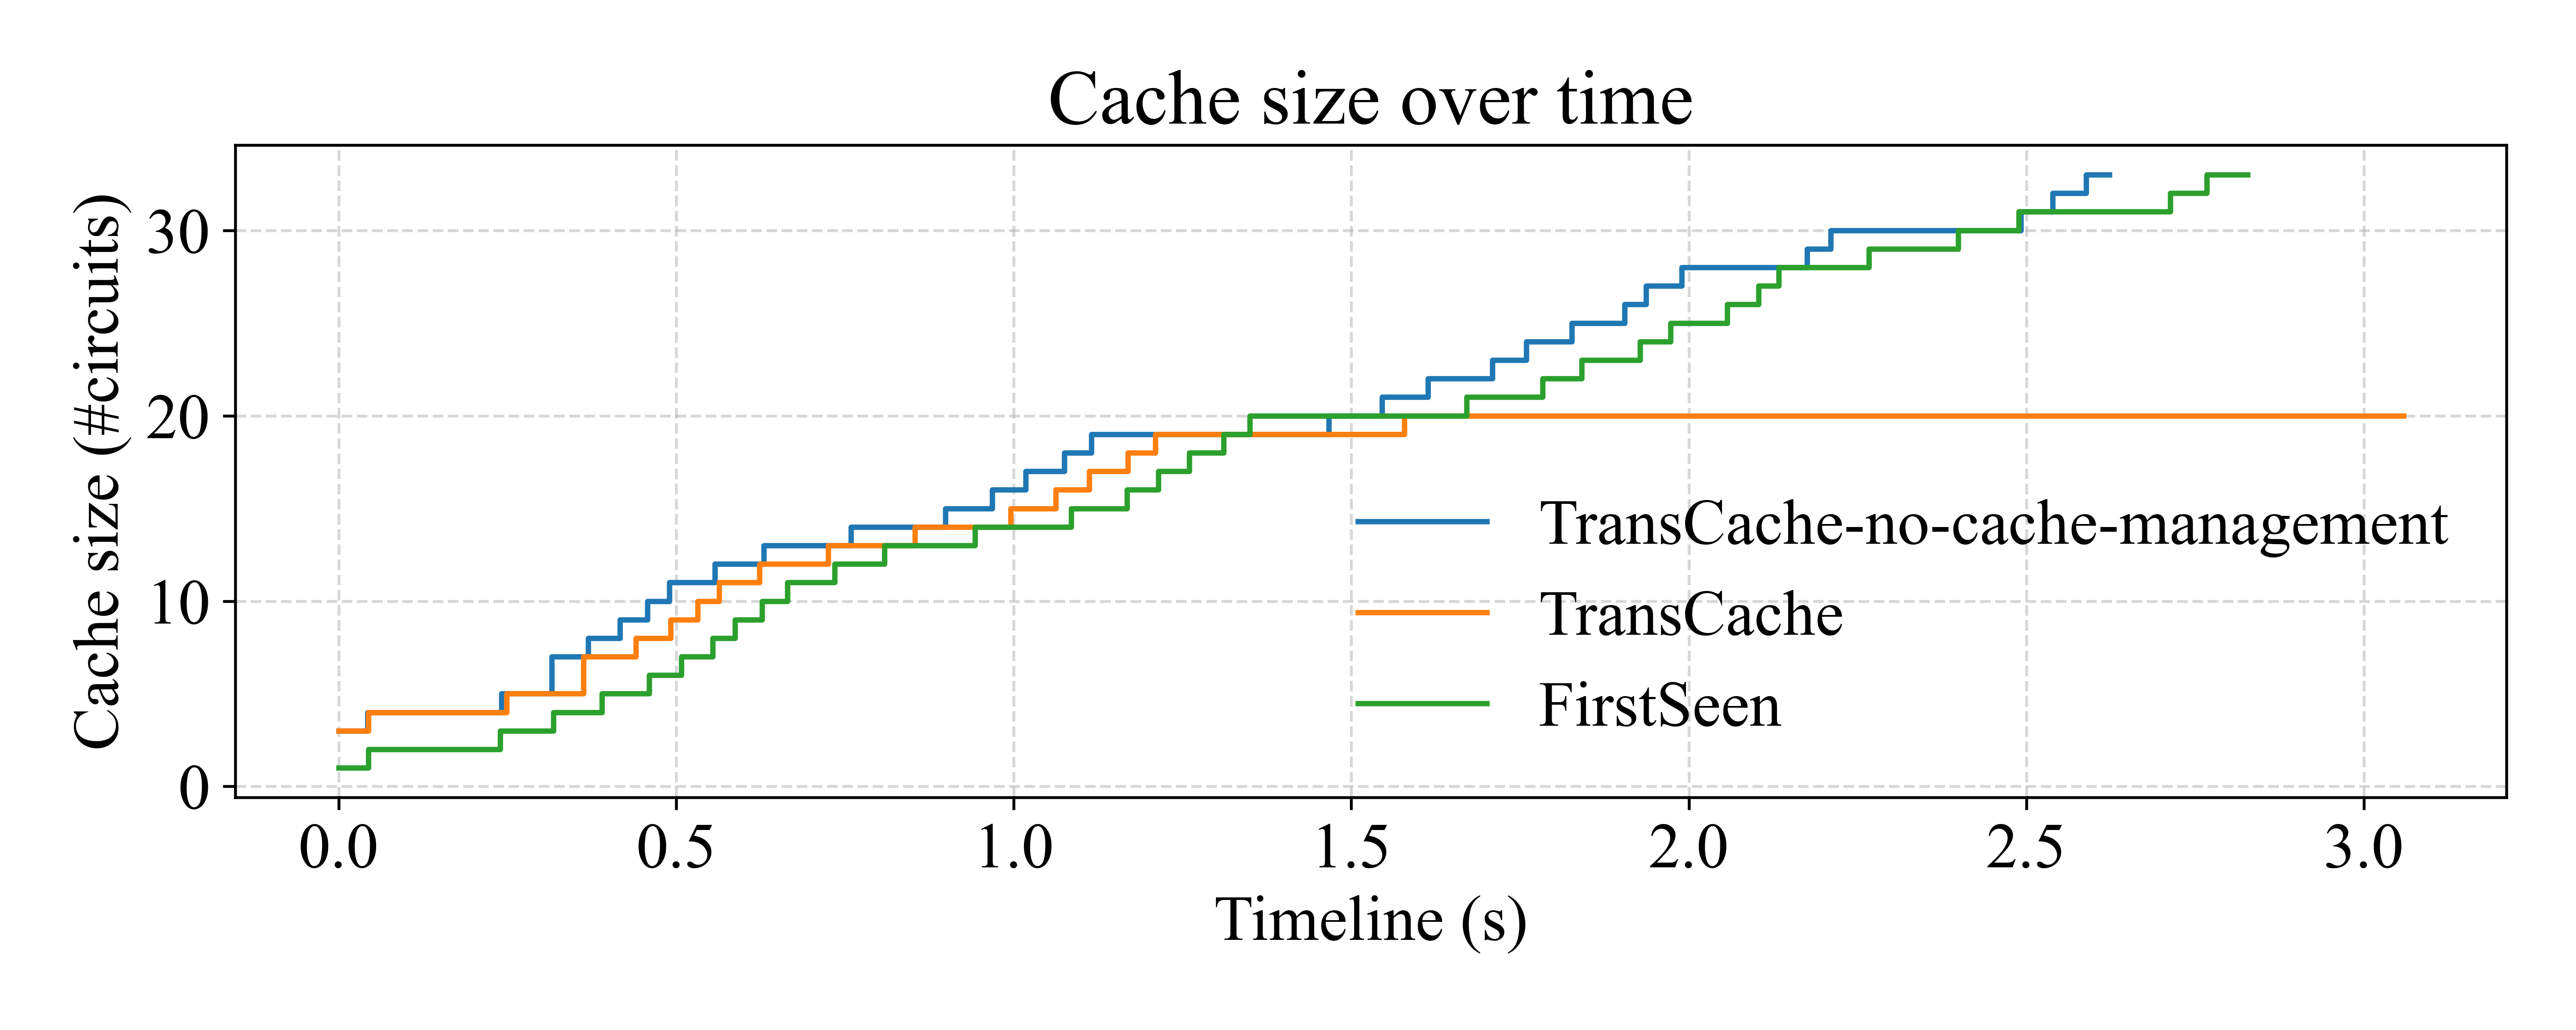 Cache size over time
Cache size (#circuits)
30
20
10
0
TransCache-no-cache-management
TransCache
FirstSeen
0.0 0.5 1.0 1.5 2.0 2.5 3.0
Timeline (s)